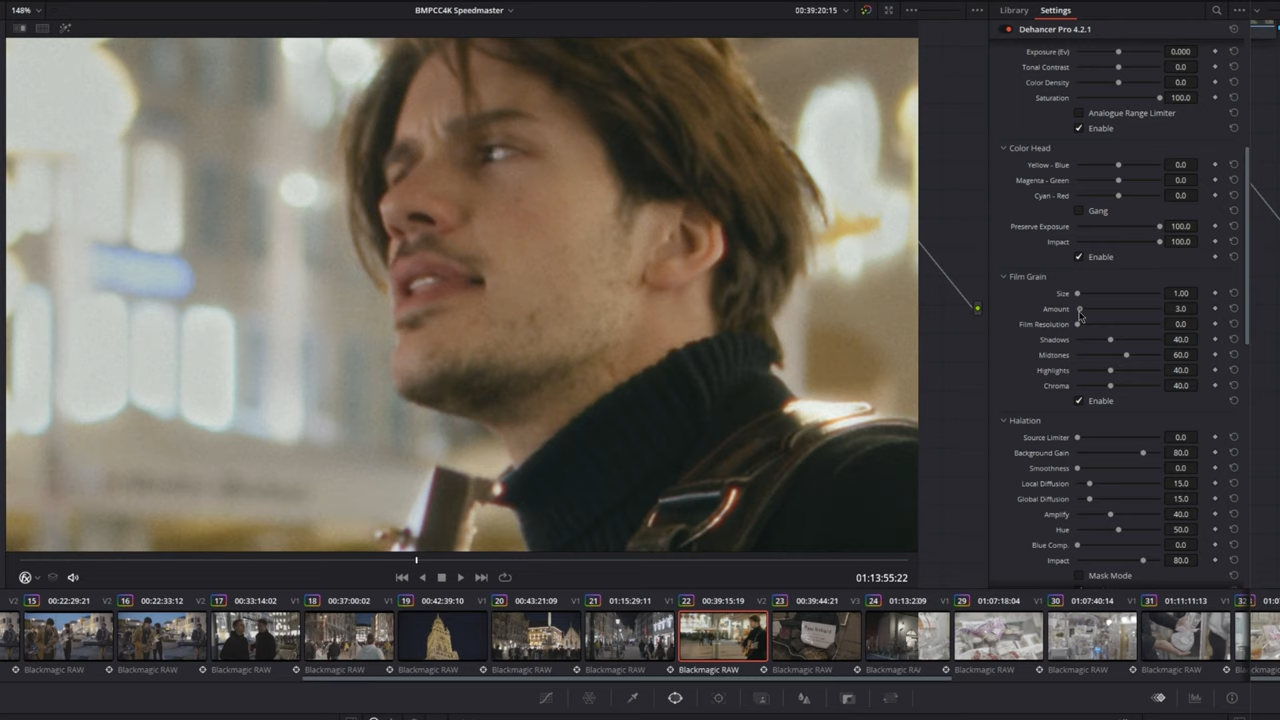 148%
BMPCC4K Speedmaster
00:39:20:15
Library
Settings
Dehancer Pro 4.2.1
Exposure (Ev) 0.000
Tonal Contrast 0.0
Color Density 0.0
Saturation 100.0
Analogue Range Limiter
Enable
Color Head
Yellow - Blue 0.0
Magenta - Green 0.0
Cyan - Red 0.0
Gang
Preserve Exposure 100.0
Impact 100.0
Enable
Film Grain
Size 1.00
Amount 3.0
Film Resolution 0.0
Shadows 40.0
Midtones 60.0
Highlights 40.0
Chroma 40.0
Enable
Halation
Source Limiter 0.0
Background Gain 80.0
Smoothness 0.0
Local Diffusion 15.0
Global Diffusion 15.0
Amplify 40.0
Hue 50.0
Blue Comp. 0.0
Impact 80.0
Mask Mode
01:13:55:22
V2 15 00:22:29:21 V1 16 00:22:33:12 V2 17 00:33:14:02 V1 18 00:37:00:02 V1 19 00:42:39:10 V1 20 00:43:21:09 V1 21 01:15:29:11 V1 22 00:39:15:19 V2 23 00:39:44:21 V1 24 01:13:2 29 01:07:18:04 V1 30 01:07:40:14 V1 31 01:11:11:13 V1 32
Blackmagic RAW Blackmagic RAW Blackmagic RAW Blackmagic RAW Blackmagic RAW Blackmagic RAW Blackmagic RAW Blackmagic RAW Blackmagic RAW Blackmagic RA Blackmagic RAW Blackmagic RAW Blackmagic RAW